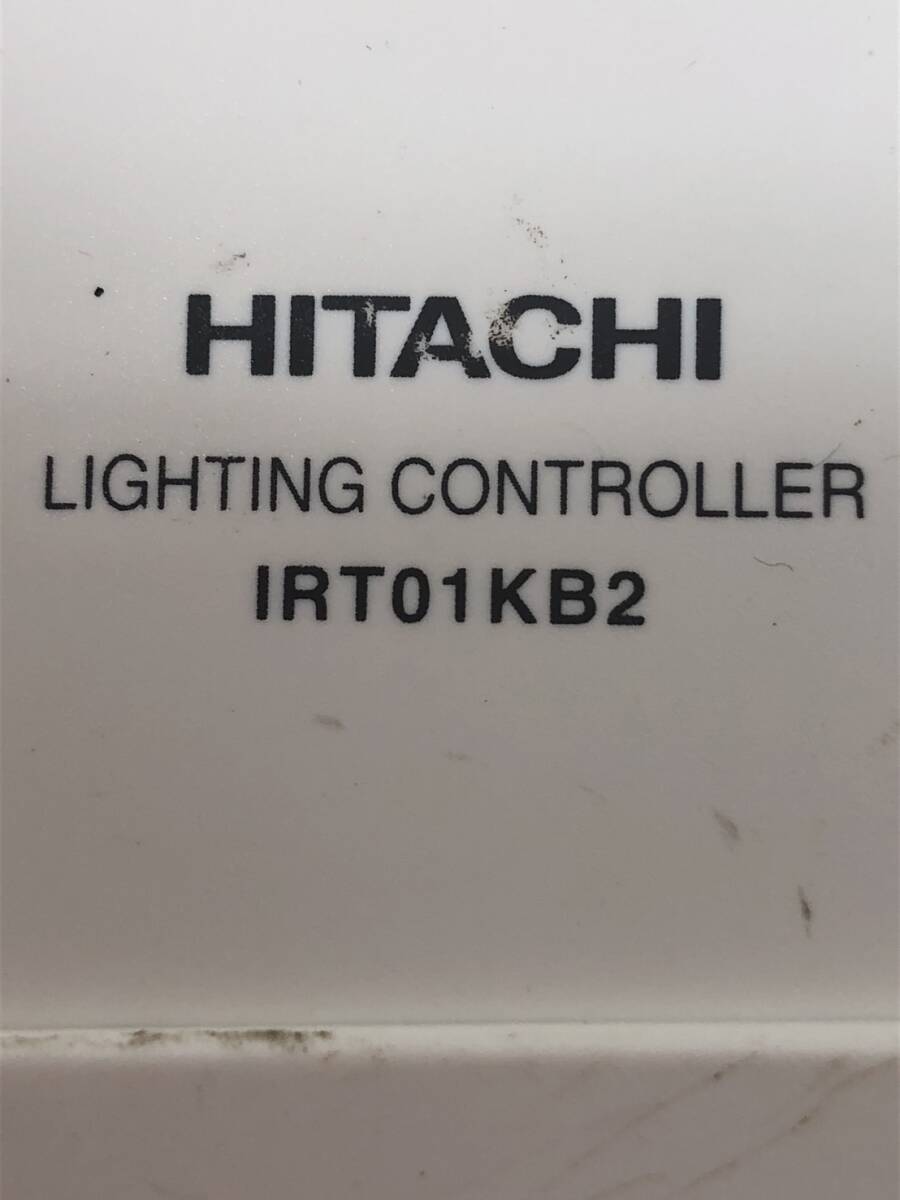 HITACHI
LIGHTING CONTROLLER
IRT01KB2